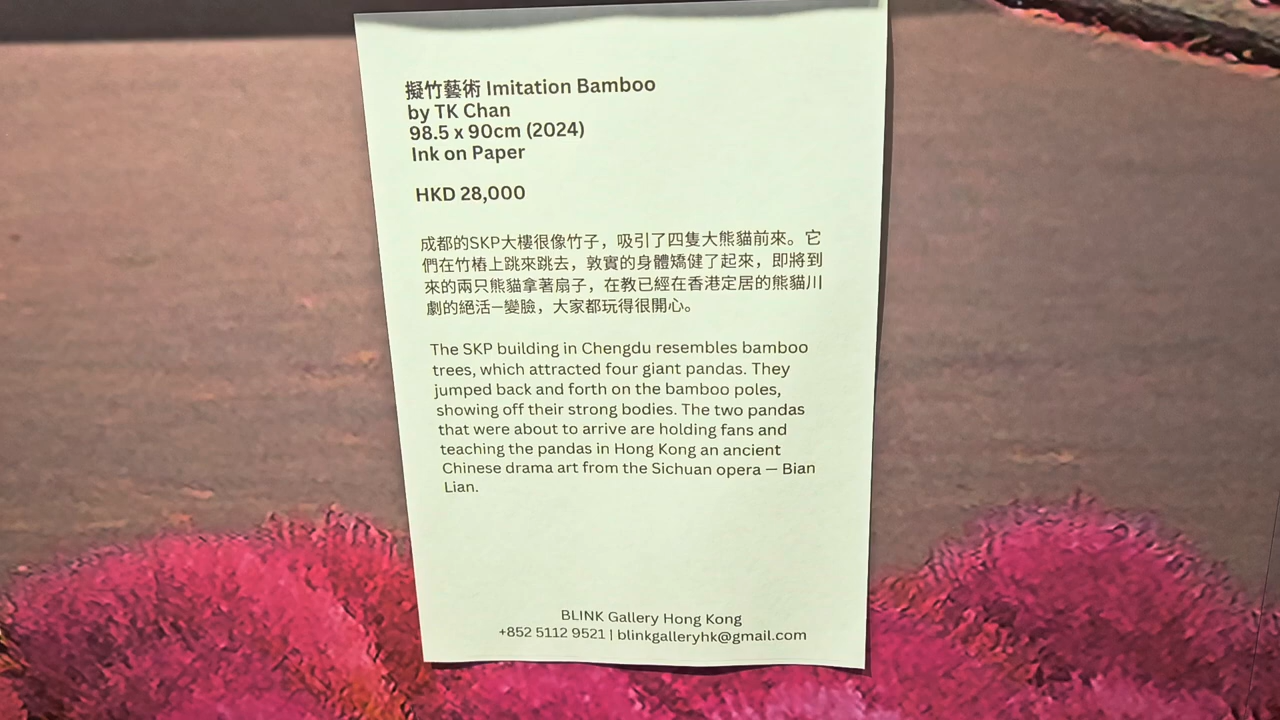 擬竹藝術 Imitation Bamboo
by TK Chan
98.5 x 90cm (2024)
Ink on Paper
HKD 28,000
成都的SKP大樓很像竹子，吸引了四隻大熊貓前來。它
們在竹樁上跳來跳去，敦實的身體矯健了起來，即將到
來的兩只熊貓拿著扇子，在教已經在香港定居的熊貓川
劇的絕活—變臉，大家都玩得很開心。
The SKP building in Chengdu resembles bamboo
trees, which attracted four giant pandas. They
jumped back and forth on the bamboo poles,
showing off their strong bodies. The two pandas
that were about to arrive are holding fans and
teaching the pandas in Hong Kong an ancient
Chinese drama art from the Sichuan opera — Bian
Lian.
BLINK Gallery Hong Kong
+852 5112 9521 | blinkgalleryhk@gmail.com